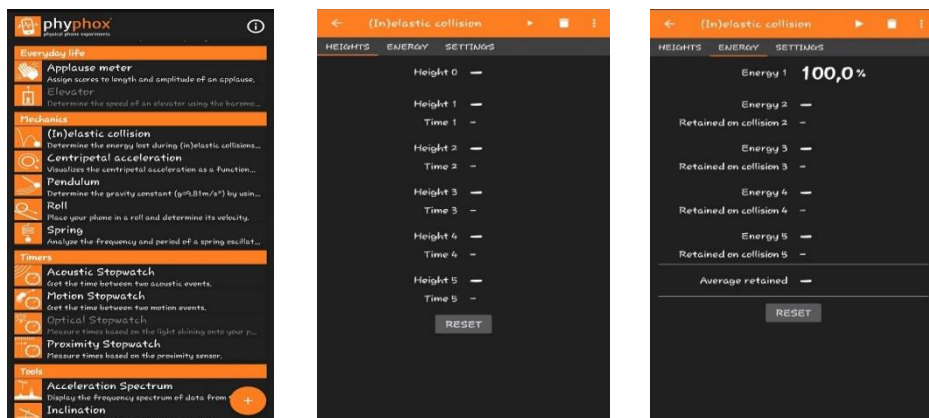 phyphox
physical phone experiments
Everyday life
Applause meter
Assign scores to length and amplitude of an applause.
Elevator
Determine the speed of an elevator using the barome...
Mechanics
(In)elastic collision
Determine the energy lost during (in)elastic collisions...
Centripetal acceleration
Visualizes the centripetal acceleration as a function...
Pendulum
Determine the gravity constant (g≈9.81m/s²) by usin...
Roll
Place your phone in a roll and determine its velocity.
Spring
Analyze the frequency and period of a spring oscillat...
Timers
Acoustic Stopwatch
Get the time between two acoustic events.
Motion Stopwatch
Get the time between two motion events.
Optical Stopwatch
Measure times based on the light shining onto your p...
Proximity Stopwatch
Measure times based on the proximity sensor.
Tools
Acceleration Spectrum
Display the frequency spectrum of data from
Inclination
+
(In)elastic collision
HEIGHTS ENERGY SETTINGS
Height 0 –
Height 1 –
Time 1 –
Height 2 –
Time 2 –
Height 3 –
Time 3 –
Height 4 –
Time 4 –
Height 5 –
Time 5 –
RESET
(In)elastic collision
HEIGHTS ENERGY SETTINGS
Energy 1 100,0 %
Energy 2 –
Retained on collision 2 –
Energy 3 –
Retained on collision 3 –
Energy 4 –
Retained on collision 4 –
Energy 5 –
Retained on collision 5 –
Average retained –
RESET